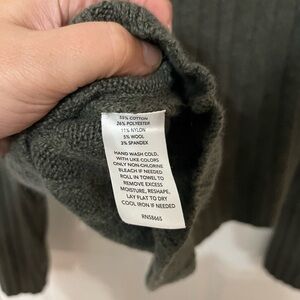 55% COTTON
26% POLYESTER
11% NYLON
5% WOOL
3% SPANDEX
HAND WASH COLD.
WITH LIKE COLORS
ONLY NON-CHLORINE
BLEACH IF NEEDED
ROLL IN TOWEL TO
REMOVE EXCESS
MOISTURE, RESHAPE.
LAY FLAT TO DRY
COOL IRON IF NEEDED
RN58665